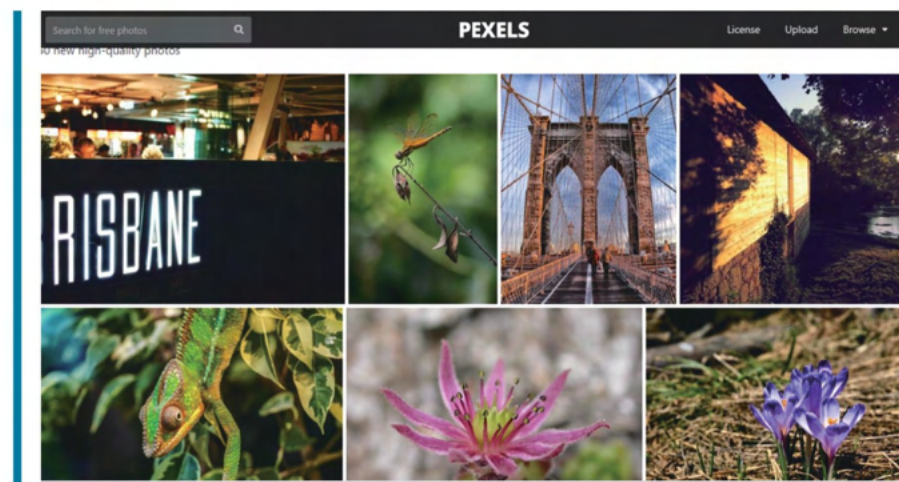 Search for free photos
PEXELS
License
Upload
Browse
0 new high-quality photos
RISBANE